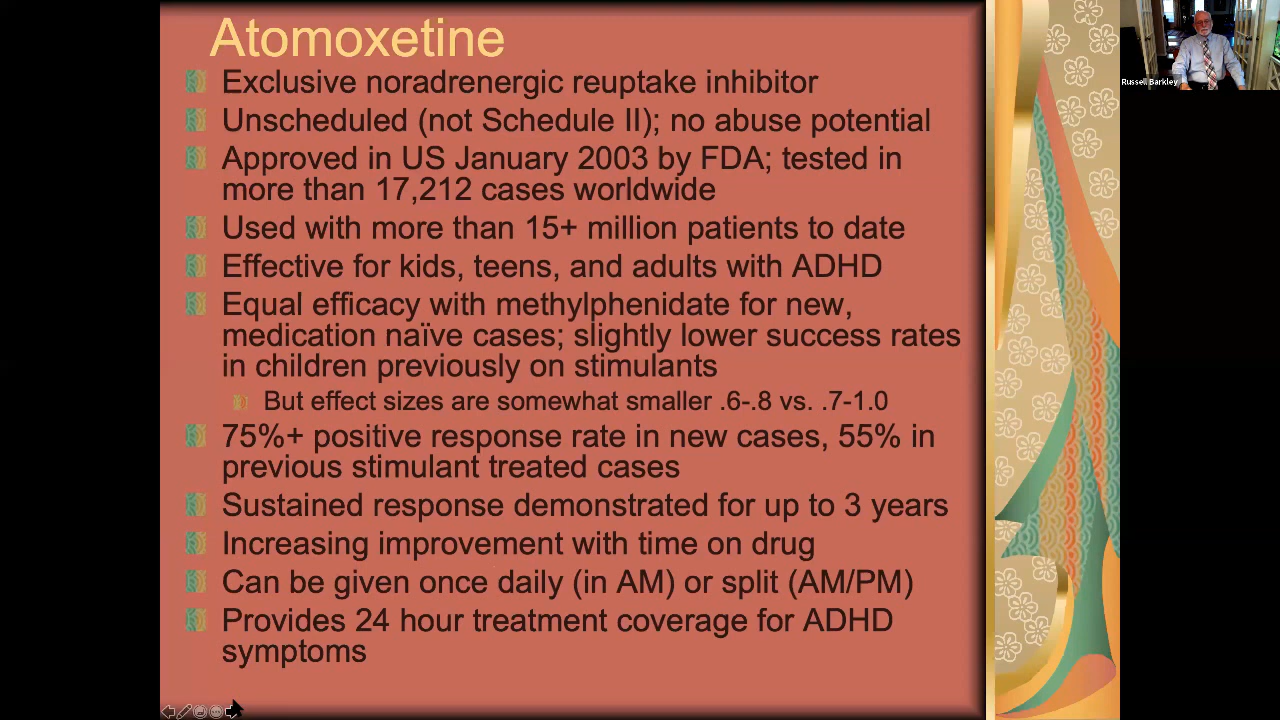 Atomoxetine
Exclusive noradrenergic reuptake inhibitor
Unscheduled (not Schedule II); no abuse potential
Approved in US January 2003 by FDA; tested in
more than 17,212 cases worldwide
Used with more than 15+ million patients to date
Effective for kids, teens, and adults with ADHD
Equal efficacy with methylphenidate for new,
medication naïve cases; slightly lower success rates
in children previously on stimulants
But effect sizes are somewhat smaller .6-.8 vs. .7-1.0
75%+ positive response rate in new cases, 55% in
previous stimulant treated cases
Sustained response demonstrated for up to 3 years
Increasing improvement with time on drug
Can be given once daily (in AM) or split (AM/PM)
Provides 24 hour treatment coverage for ADHD
symptoms
Russell Barkley